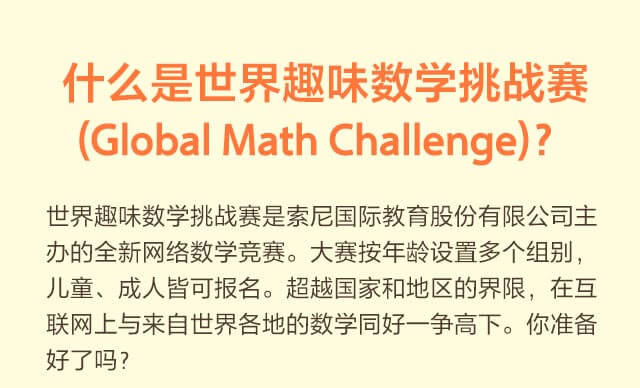 什么是世界趣味数学挑战赛
(Global Math Challenge)?
世界趣味数学挑战赛是索尼国际教育股份有限公司主
办的全新网络数学竞赛。大赛按年龄设置多个组别，
儿童、成人皆可报名。超越国家和地区的界限，在互
联网上与来自世界各地的数学同好一争高下。你准备
好了吗?